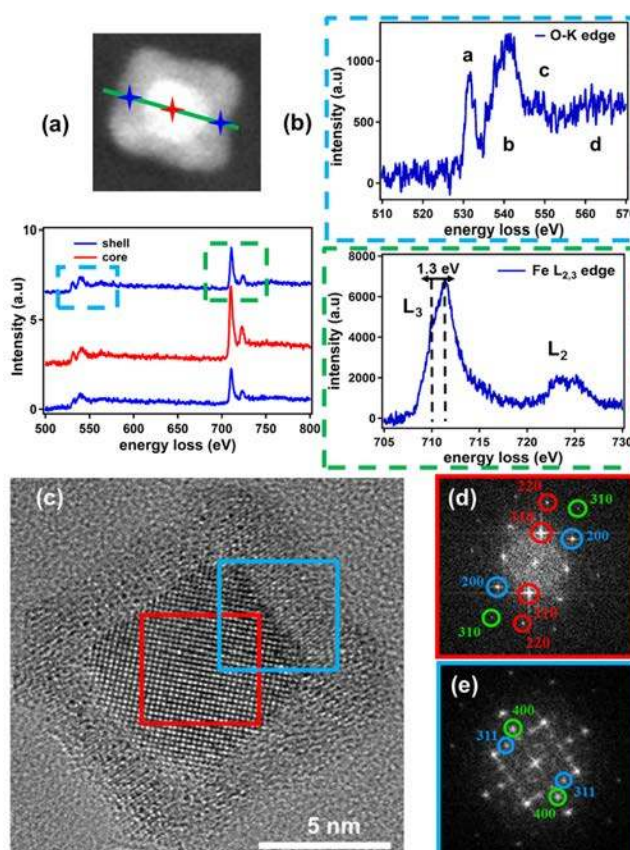 (a)
(b)
O-K edge
a
b
c
d
intensity (a.u)
1000
500
0
510 520 530 540 550 560 570
energy loss (eV)
shell
core
Intensity (a.u)
10
5
0
500 550 600 650 700 750 800
energy loss (eV)
Fe L2,3 edge
1.3 eV
L3
L2
intensity (a.u)
8000
6000
4000
2000
0
705 710 715 720 725 730
energy loss (eV)
(c)
5 nm
(d)
220
310
200
200
310
220
(e)
400
311
311
400